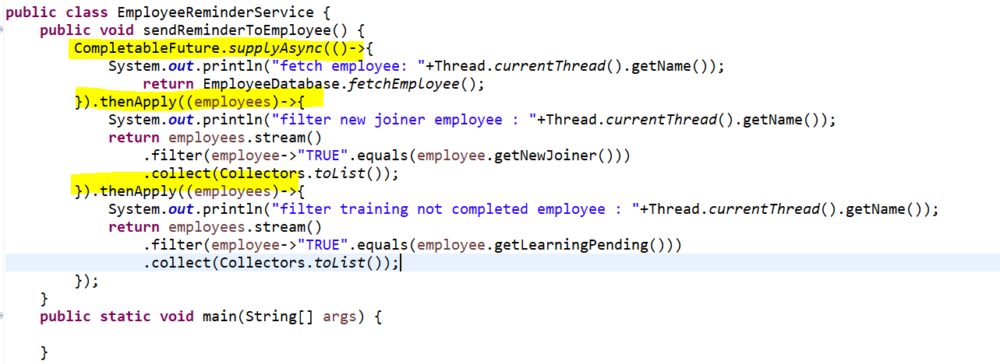 public class EmployeeReminderService {
    public void sendReminderToEmployee() {
        CompletableFuture.supplyAsync(()->{
            System.out.println("fetch employee: "+Thread.currentThread().getName());
                return EmployeeDatabase.fetchEmployee();
        }).thenApply((employees)->{
            System.out.println("filter new joiner employee : "+Thread.currentThread().getName());
            return employees.stream()
                .filter(employee->"TRUE".equals(employee.getNewJoiner()))
                .collect(Collectors.toList());
        }).thenApply((employees)->{
            System.out.println("filter training not completed employee : "+Thread.currentThread().getName());
            return employees.stream()
                .filter(employee->"TRUE".equals(employee.getLearningPending()))
                .collect(Collectors.toList());
        });
    }
    public static void main(String[] args) {
    }